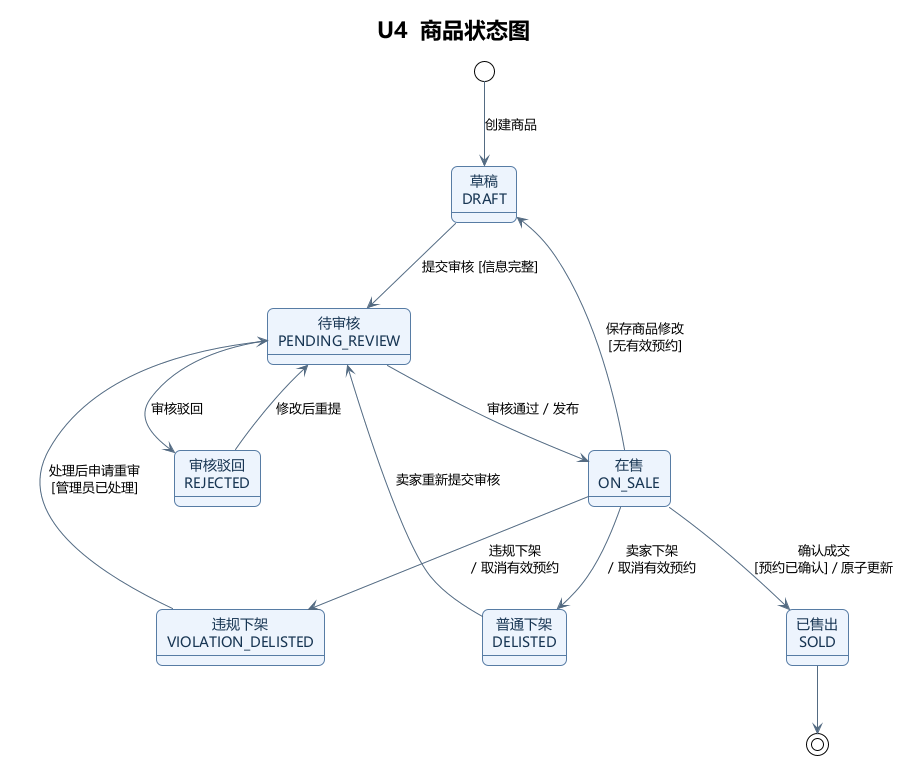 U4 商品状态图
创建商品
草稿
DRAFT
提交审核 [信息完整]
待审核
PENDING_REVIEW
保存商品修改
[无有效预约]
审核驳回
修改后重提
审核通过 / 发布
审核驳回
REJECTED
处理后申请重审
[管理员已处理]
卖家重新提交审核
在售
ON_SALE
违规下架
/ 取消有效预约
卖家下架
/ 取消有效预约
确认成交
[预约已确认] / 原子更新
违规下架
VIOLATION_DELISTED
普通下架
DELISTED
已售出
SOLD